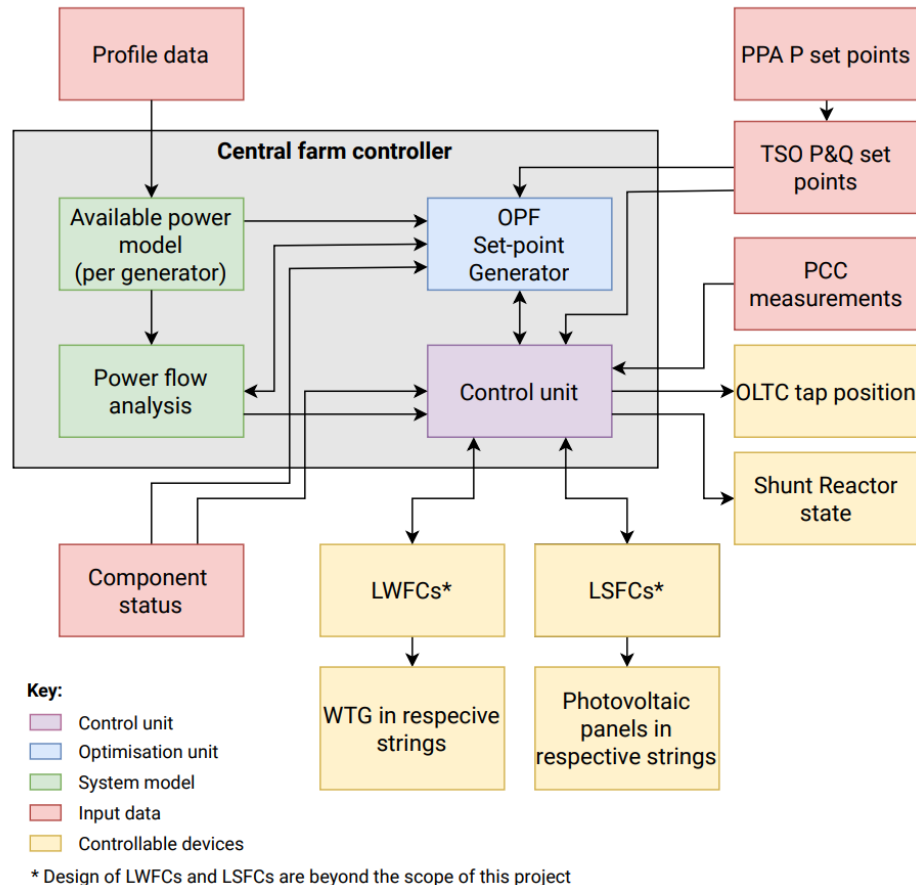 Profile data
PPA P set points
Central farm controller
TSO P&Q set
points
Available power
model
(per generator)
OPF
Set-point
Generator
PCC
measurements
Power flow
analysis
Control unit
OLTC tap position
Shunt Reactor
state
Component
status
LWFCs*
LSFCs*
WTG in respecive
strings
Photovoltaic
panels in
respective strings
Key:
Control unit
Optimisation unit
System model
Input data
Controllable devices
* Design of LWFCs and LSFCs are beyond the scope of this project